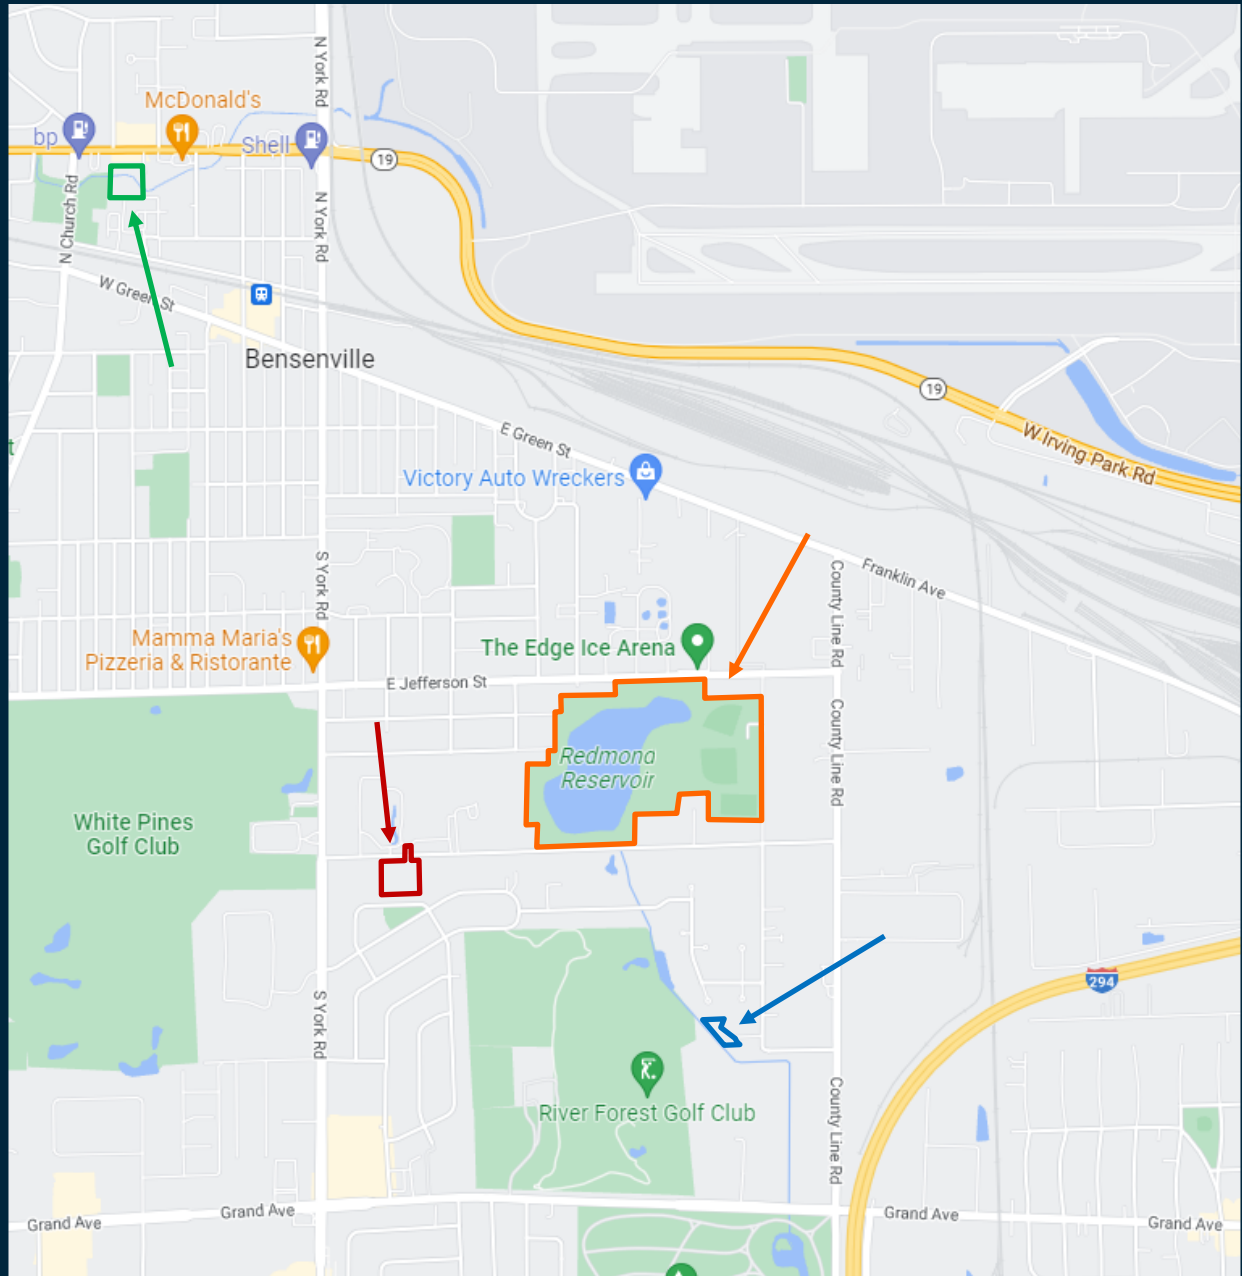 N York Rd
McDonald's
bp
Shell
19
N Church Rd
N York Rd
W Green St
Bensenville
19
W Irving Park Rd
E Green St
Victory Auto Wreckers
S York Rd
Franklin Ave
County Line Rd
Mamma Maria's
Pizzeria & Ristorante
The Edge Ice Arena
E Jefferson St
County Line Rd
Redmond
Reservoir
White Pines
Golf Club
294
S York Rd
River Forest Golf Club
County Line Rd
Grand Ave
Grand Ave
Grand Ave
Grand Ave